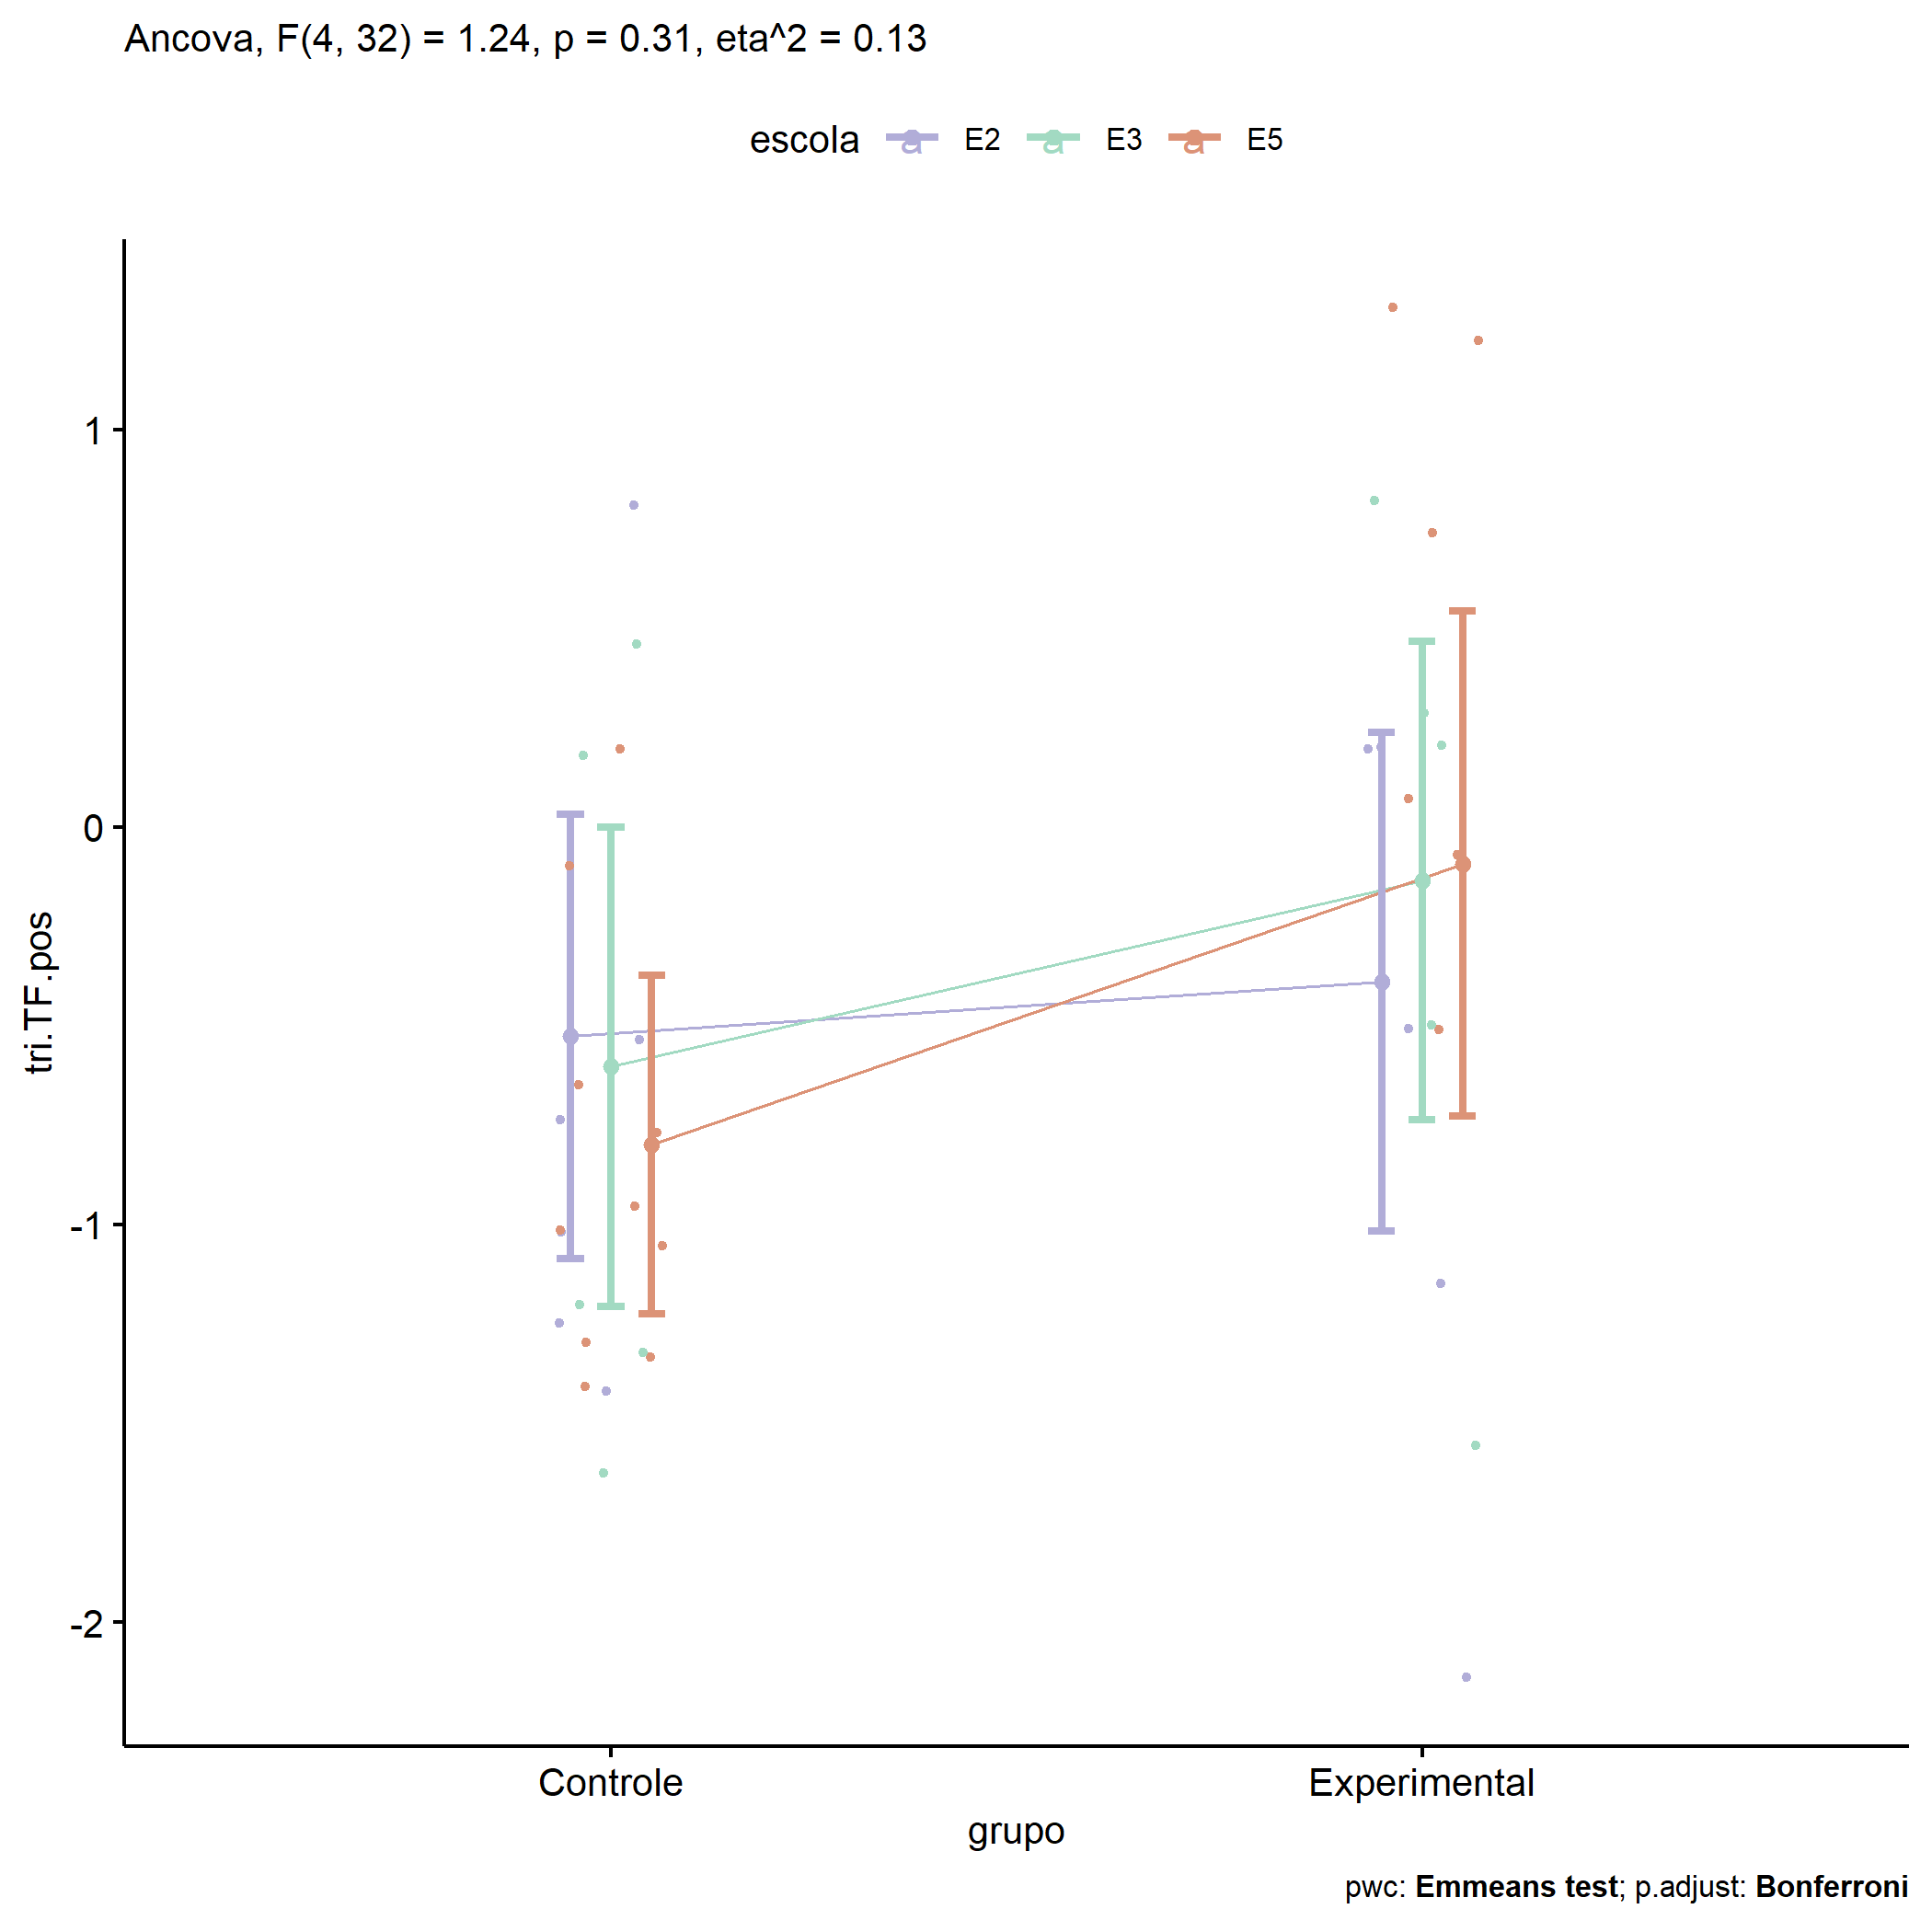 Ancova, F(4, 32) = 1.24, p = 0.31, eta^2 = 0.13
escola a E2 a E3 a E5
1
0
-1
-2
tri.TF.pos
Controle Experimental
grupo
pwc: Emmeans test; p.adjust: Bonferroni